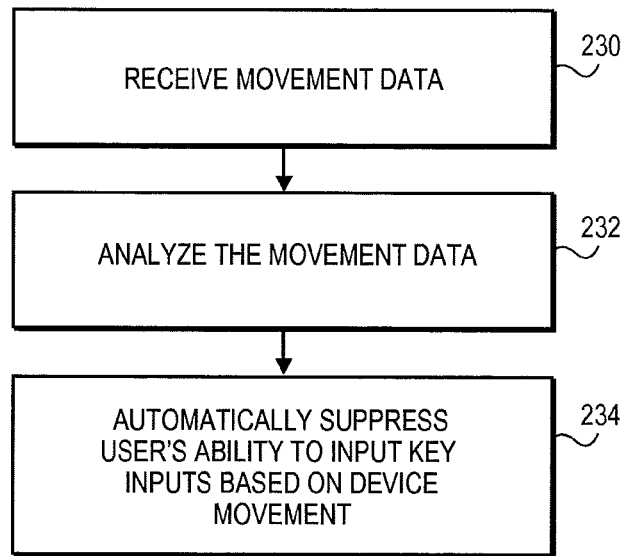 RECEIVE MOVEMENT DATA
230
ANALYZE THE MOVEMENT DATA
232
AUTOMATICALLY SUPPRESS
USER'S ABILITY TO INPUT KEY
INPUTS BASED ON DEVICE
MOVEMENT
234